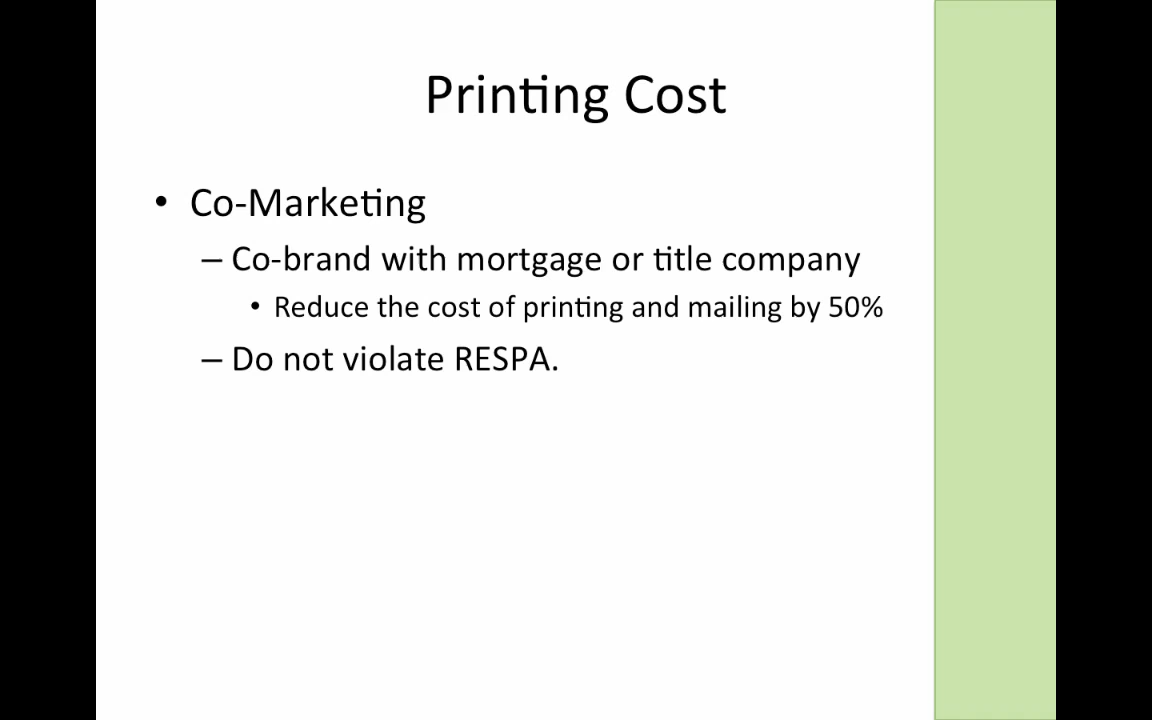 Printing Cost
• Co-Marketing
– Co-brand with mortgage or title company
• Reduce the cost of printing and mailing by 50%
– Do not violate RESPA.